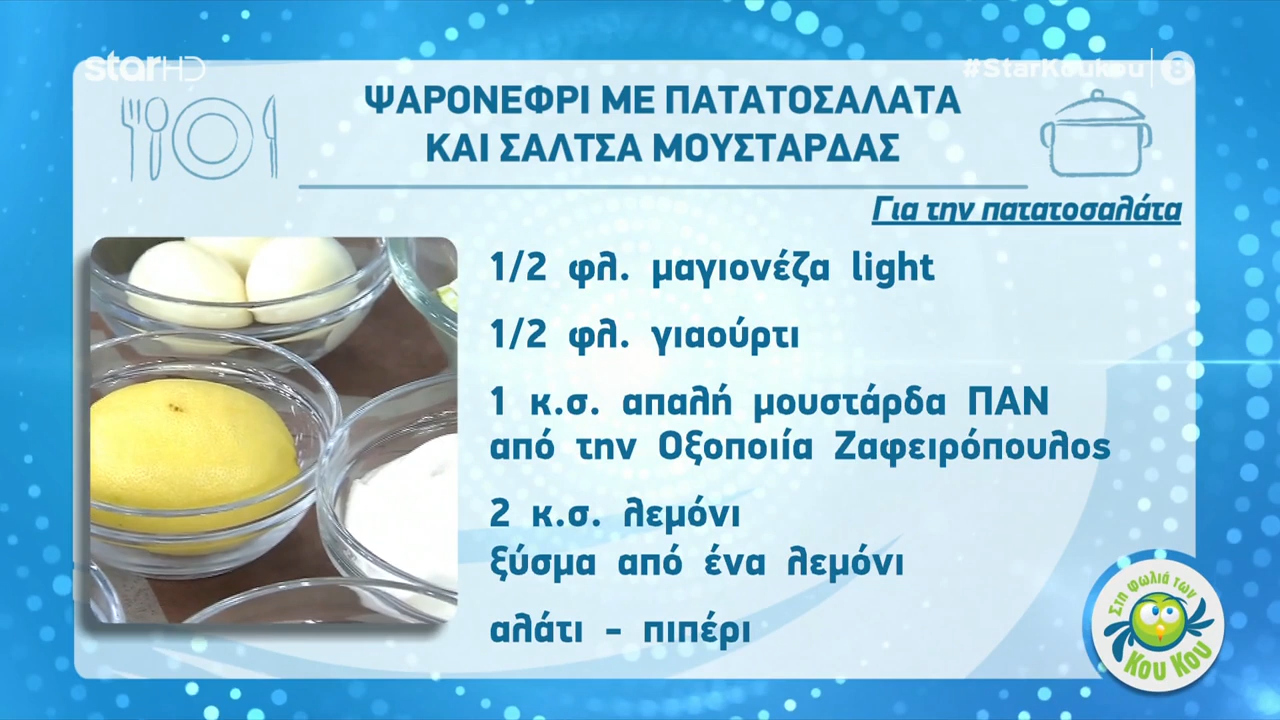 starHD
#StarKoukou
8
ΨΑΡΟΝΕΦΡΙ ΜΕ ΠΑΤΑΤΟΣΑΛΑΤΑ
ΚΑΙ ΣΑΛΤΣΑ ΜΟΥΣΤΑΡΔΑΣ
Για την πατατοσαλάτα
1/2 φλ. μαγιονέζα light
1/2 φλ. γιαούρτι
1 κ.σ. απαλή μουστάρδα ΠΑΝ
από την Οξοποιία Ζαφειρόπουλος
2 κ.σ. λεμόνι
ξύσμα από ένα λεμόνι
αλάτι - πιπέρι
Στη φωλιά των
Κου Κου